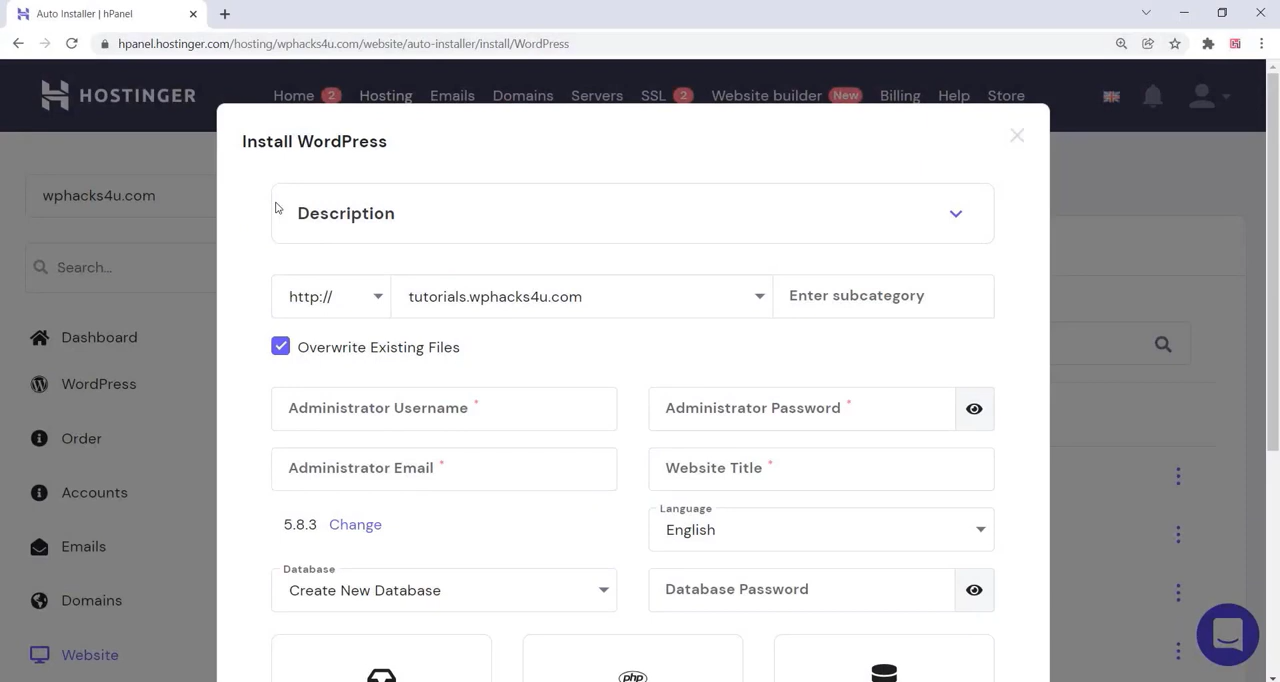 Auto Installer | hPanel
hpanel.hostinger.com/hosting/wphacks4u.com/website/auto-installer/install/WordPress
HOSTINGER
Home 2 Hosting Emails Domains Servers SSL 2 Website builder New Billing Help Store
Install WordPress
wphacks4u.com
Description
Search...
http:// tutorials.wphacks4u.com Enter subcategory
Dashboard
Overwrite Existing Files
WordPress
Administrator Username * Administrator Password *
Order
Administrator Email * Website Title *
Accounts
5.8.3 Change
Language
English
Emails
Database
Create New Database
Database Password
Domains
Website
php